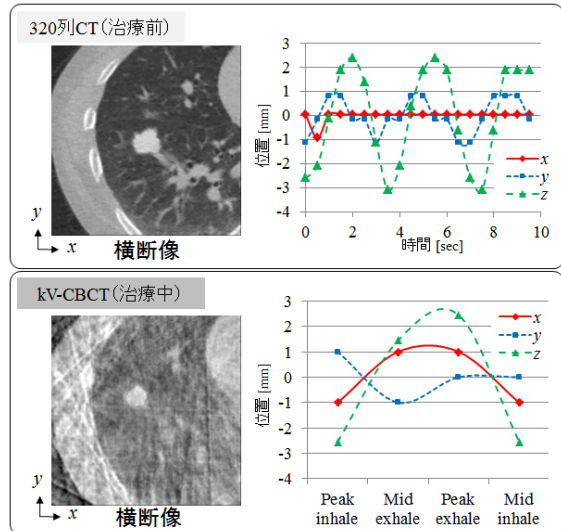 320列CT(治療前)
y
x
横断像
位置 [mm]
3
2
1
0
-1
-2
-3
-4
0
2
4
6
8
10
時間 [sec]
x
y
z
kV-CBCT(治療中)
y
x
横断像
位置 [mm]
3
2
1
0
-1
-2
-3
-4
Peak inhale
Mid exhale
Peak exhale
Mid inhale
x
y
z